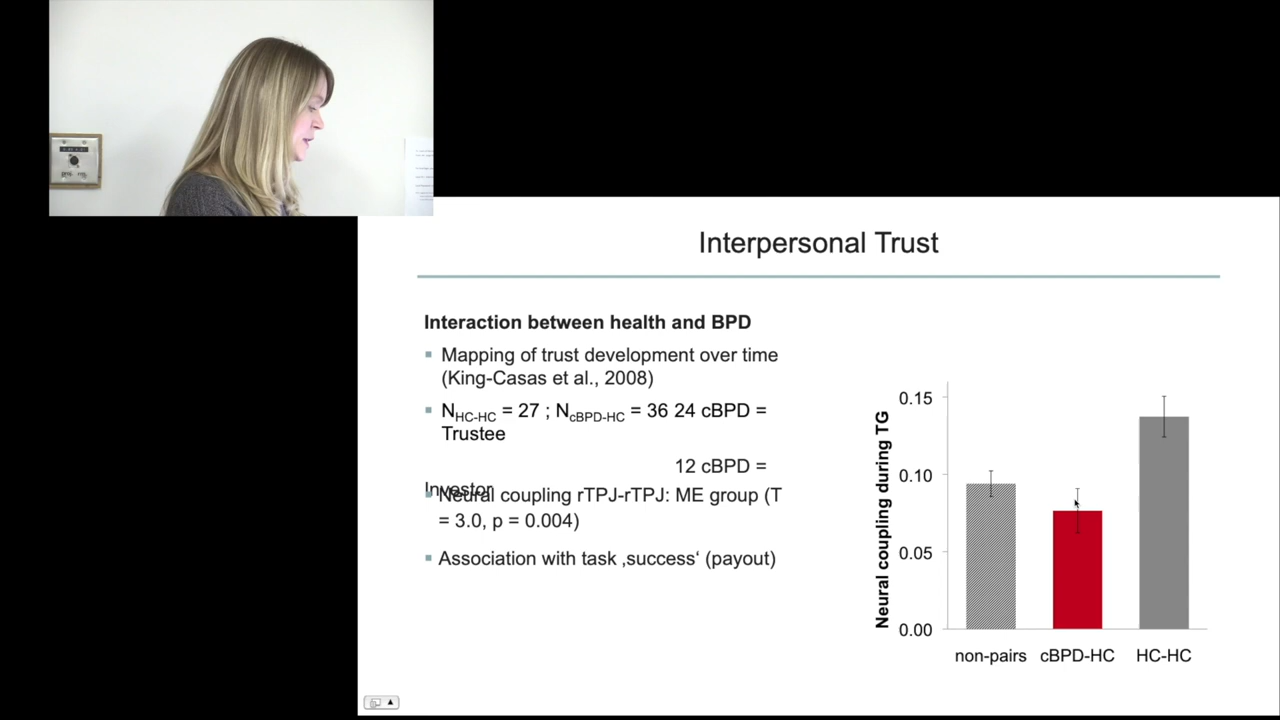 Interpersonal Trust
Interaction between health and BPD
Mapping of trust development over time
(King-Casas et al., 2008)
N_HC-HC = 27 ; N_cBPD-HC = 36 24 cBPD =
Trustee
12 cBPD =
Investor
Neural coupling rTPJ-rTPJ: ME group (T
= 3.0, p = 0.004)
Association with task ‚success‘ (payout)
Neural coupling during TG
0.15
0.10
0.05
0.00
non-pairs cBPD-HC HC-HC